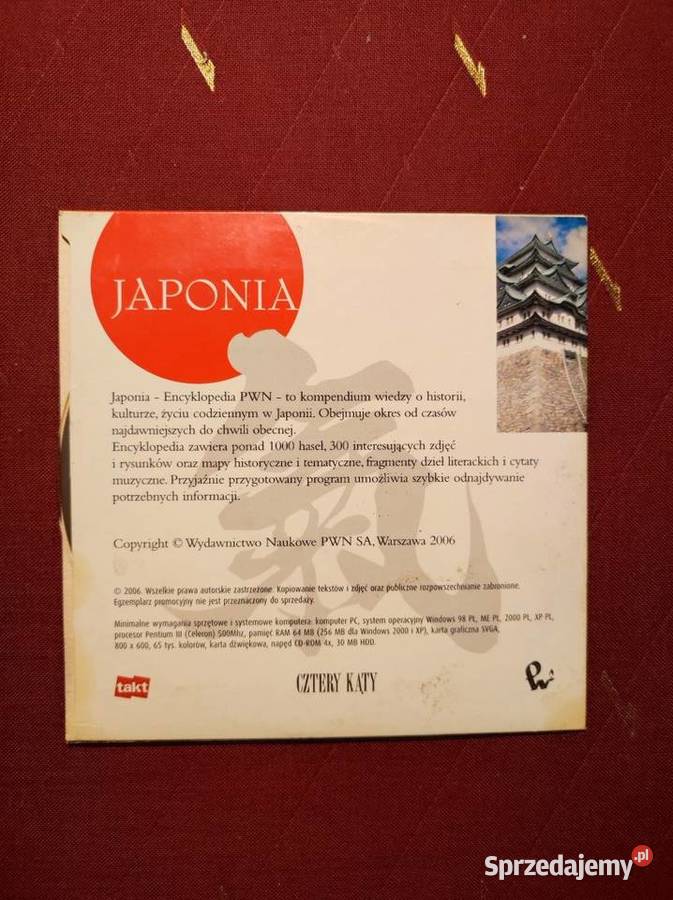 JAPONIA
氣
Japonia - Encyklopedia PWN - to kompendium wiedzy o historii,
kulturze, życiu codziennym w Japonii. Obejmuje okres od czasów
najdawniejszych do chwili obecnej.
Encyklopedia zawiera ponad 1000 haseł, 300 interesujących zdjęć
i rysunków oraz mapy historyczne i tematyczne, fragmenty dzieł literackich i cytaty
muzyczne. Przyjaźnie przygotowany program umożliwia szybkie odnajdywanie
potrzebnych informacji.
Copyright © Wydawnictwo Naukowe PWN SA, Warszawa 2006
© 2006. Wszelkie prawa autorskie zastrzeżone. Kopiowanie tekstów i zdjęć oraz publiczne rozpowszechnianie zabronione.
Egzemplarz promocyjny nie jest przeznaczony do sprzedaży.
Minimalne wymagania sprzętowe i systemowe komputera: komputer PC, system operacyjny Windows 98 PL, ME PL, 2000 PL, XP PL,
procesor Pentium III (Celeron) 500Mhz, pamięć RAM 64 MB (256 MB dla Windows 2000 i XP), karta graficzna SVGA,
800 x 600, 65 tys. kolorów, karta dźwiękowa, napęd CD-ROM 4x, 30 MB HDD.
takt
CZTERY KĄTY
Sprzedajemy.pl